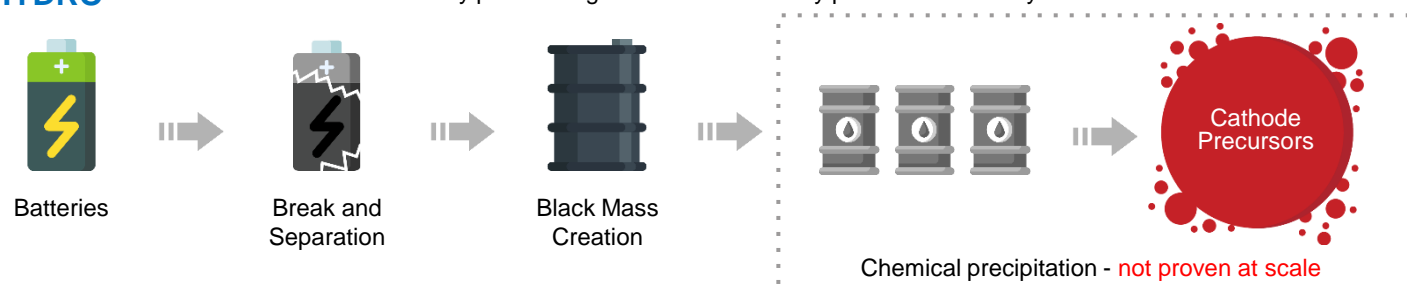 Batteries
Break and
Separation
Black Mass
Creation
Cathode
Precursors
Chemical precipitation - not proven at scale